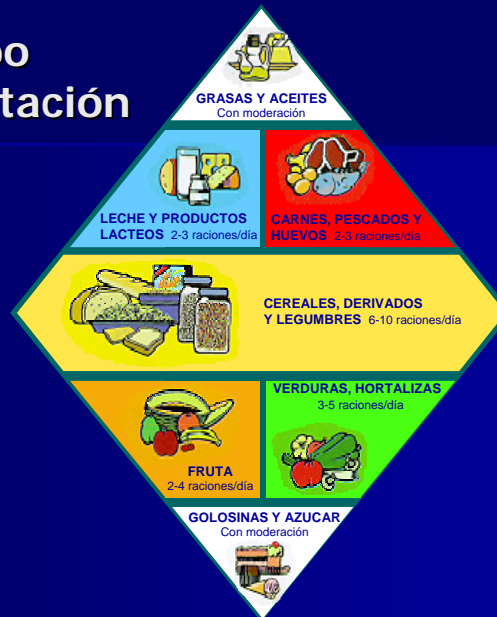 tación
GRASAS Y ACEITES
Con moderación
LECHE Y PRODUCTOS
LACTEOS 2-3 raciones/día
CARNES, PESCADOS Y
HUEVOS 2-3 raciones/día
CEREALES, DERIVADOS
Y LEGUMBRES 6-10 raciones/día
FRUTA
2-4 raciones/día
VERDURAS, HORTALIZAS
3-5 raciones/día
GOLOSINAS Y AZUCAR
Con moderación